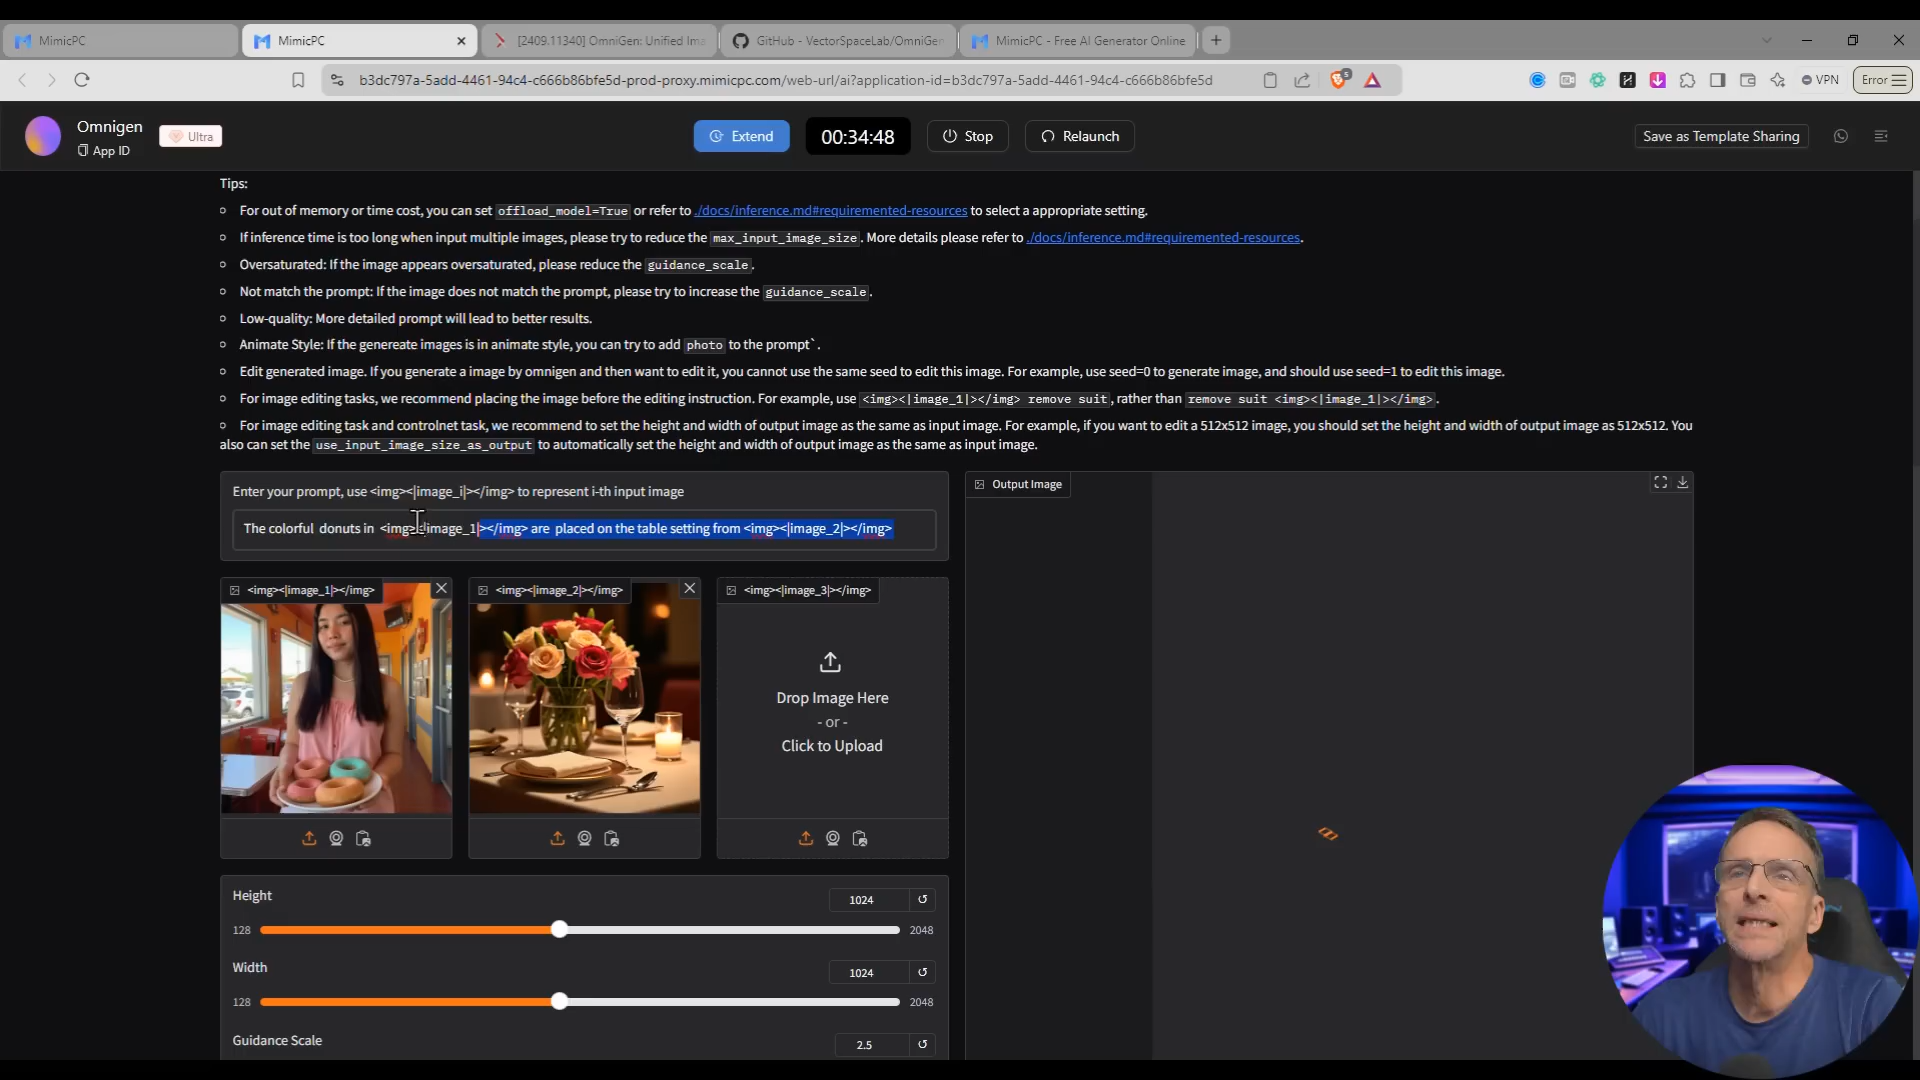 MimicPC
MimicPC
[2409.11340] OmniGen: Unified Ima
GitHub - VectorSpaceLab/OmniGen
MimicPC - Free AI Generator Online
b3dc797a-5add-4461-94c4-c666b86bfe5d-prod-proxy.mimicpc.com/web-url/ai?application-id=b3dc797a-5add-4461-94c4-c666b86bfe5d
5
VPN
Error
Omnigen
App ID
Ultra
Extend
00:34:48
Stop
Relaunch
Save as Template Sharing
Tips:
For out of memory or time cost, you can set offload_model=True or refer to ./docs/inference.md#requiremented-resources to select a appropriate setting.
If inference time is too long when input multiple images, please try to reduce the max_input_image_size. More details please refer to ./docs/inference.md#requiremented-resources.
Oversaturated: If the image appears oversaturated, please reduce the guidance_scale.
Not match the prompt: If the image does not match the prompt, please try to increase the guidance_scale.
Low-quality: More detailed prompt will lead to better results.
Animate Style: If the genereate images is in animate style, you can try to add photo to the prompt`.
Edit generated image. If you generate a image by omnigen and then want to edit it, you cannot use the same seed to edit this image. For example, use seed=0 to generate image, and should use seed=1 to edit this image.
For image editing tasks, we recommend placing the image before the editing instruction. For example, use <img><|image_1|></img> remove suit, rather than remove suit <img><|image_1|></img>.
For image editing task and controlnet task, we recommend to set the height and width of output image as the same as input image. For example, if you want to edit a 512x512 image, you should set the height and width of output image as 512x512. You
also can set the use_input_image_size_as_output to automatically set the height and width of output image as the same as input image.
Enter your prompt, use <img><|image_i|></img> to represent i-th input image
The colorful donuts in <img><|image_1|></img> are placed on the table setting from <img><|image_2|></img>
Output Image
<img><|image_1|></img>
<img><|image_2|></img>
<img><|image_3|></img>
Drop Image Here
- or -
Click to Upload
Height
1024
128
2048
Width
1024
128
2048
Guidance Scale
2.5